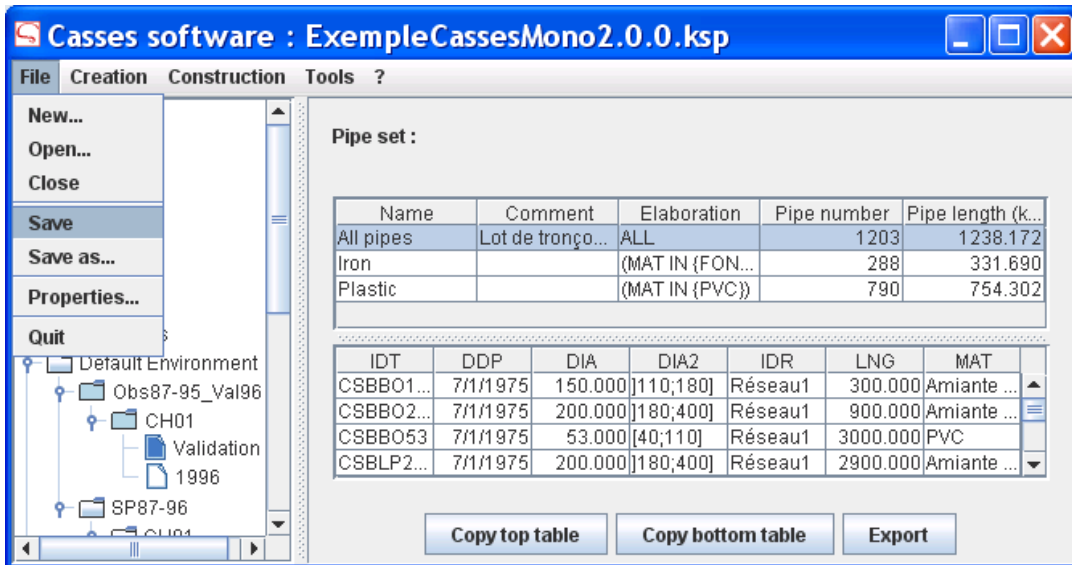 Casses software : ExempleCassesMono2.0.0.ksp
File Creation Construction Tools ?
New...
Open...
Close
Save
Save as...
Properties...
Quit
Default Environment
Obs87-95_Val96
CH01
Validation
1996
SP87-96
CH01
Pipe set :
Name Comment Elaboration Pipe number Pipe length (k...
All pipes Lot de tronço... ALL 1203 1238.172
Iron (MAT IN {FON... 288 331.690
Plastic (MAT IN {PVC}) 790 754.302
IDT DDP DIA DIA2 IDR LNG MAT
CSBBO1... 7/1/1975 150.000 ]110;180] Réseau1 300.000 Amiante ...
CSBBO2... 7/1/1975 200.000 ]180;400] Réseau1 900.000 Amiante ...
CSBBO53 7/1/1975 53.000 [40;110] Réseau1 3000.000 PVC
CSBLP2... 7/1/1975 200.000 ]180;400] Réseau1 2900.000 Amiante ...
Copy top table Copy bottom table Export